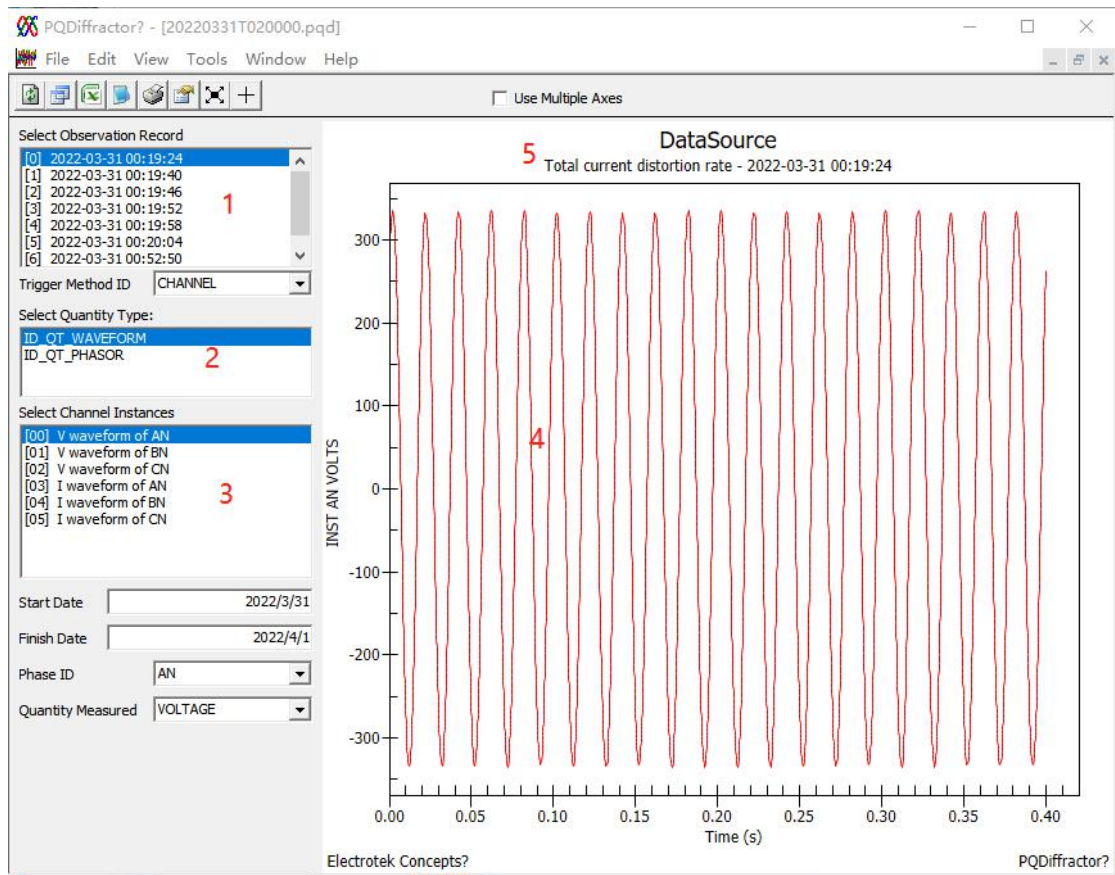 PQDiffractor? - [20220331T020000.pqd]
File Edit View Tools Window Help
Use Multiple Axes
Select Observation Record
[0] 2022-03-31 00:19:24
[1] 2022-03-31 00:19:40
[2] 2022-03-31 00:19:46
[3] 2022-03-31 00:19:52
[4] 2022-03-31 00:19:58
[5] 2022-03-31 00:20:04
[6] 2022-03-31 00:52:50
1
Trigger Method ID CHANNEL
Select Quantity Type:
ID_QT_WAVEFORM
ID_QT_PHASOR
2
Select Channel Instances
[00] V waveform of AN
[01] V waveform of BN
[02] V waveform of CN
[03] I waveform of AN
[04] I waveform of BN
[05] I waveform of CN
3
Start Date 2022/3/31
Finish Date 2022/4/1
Phase ID AN
Quantity Measured VOLTAGE
DataSource
5
Total current distortion rate - 2022-03-31 00:19:24
INST AN VOLTS
300
200
100
0
-100
-200
-300
4
0.00 0.05 0.10 0.15 0.20 0.25 0.30 0.35 0.40
Time (s)
Electrotek Concepts? PQDiffractor?